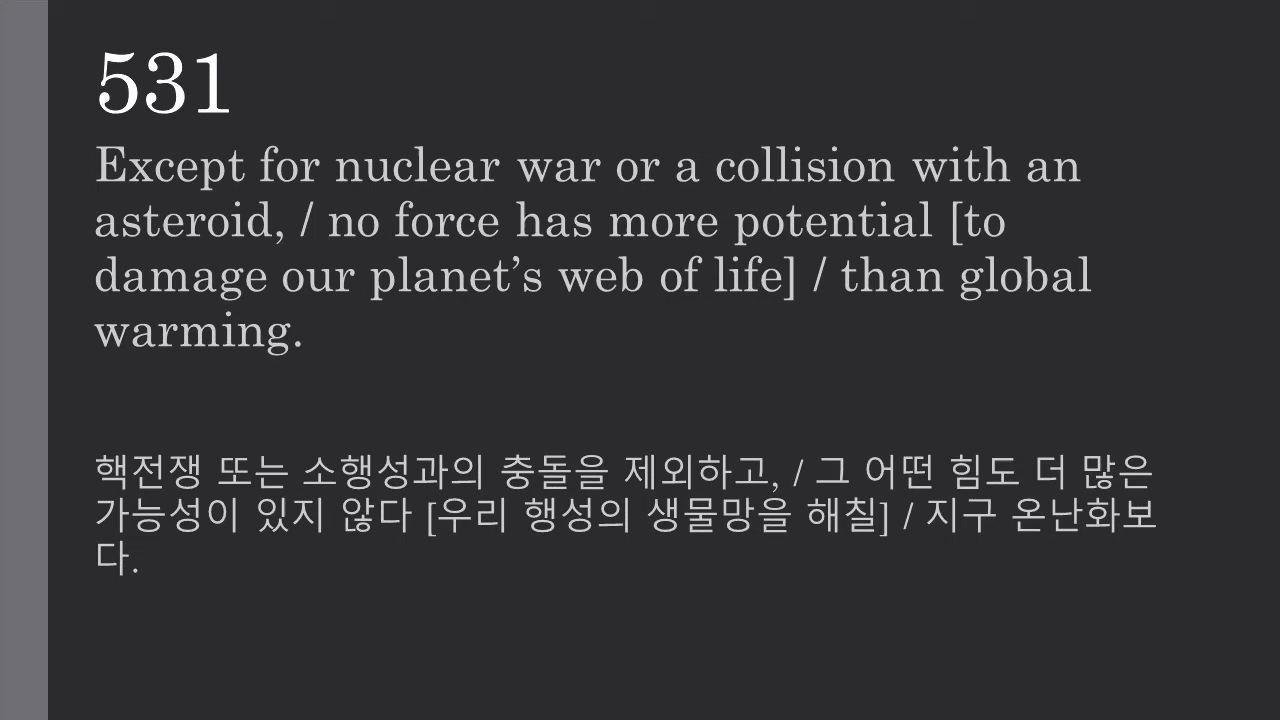 531
Except for nuclear war or a collision with an
asteroid, / no force has more potential [to
damage our planet’s web of life] / than global
warming.
핵전쟁 또는 소행성과의 충돌을 제외하고, / 그 어떤 힘도 더 많은
가능성이 있지 않다 [우리 행성의 생물망을 해칠] / 지구 온난화보
다.